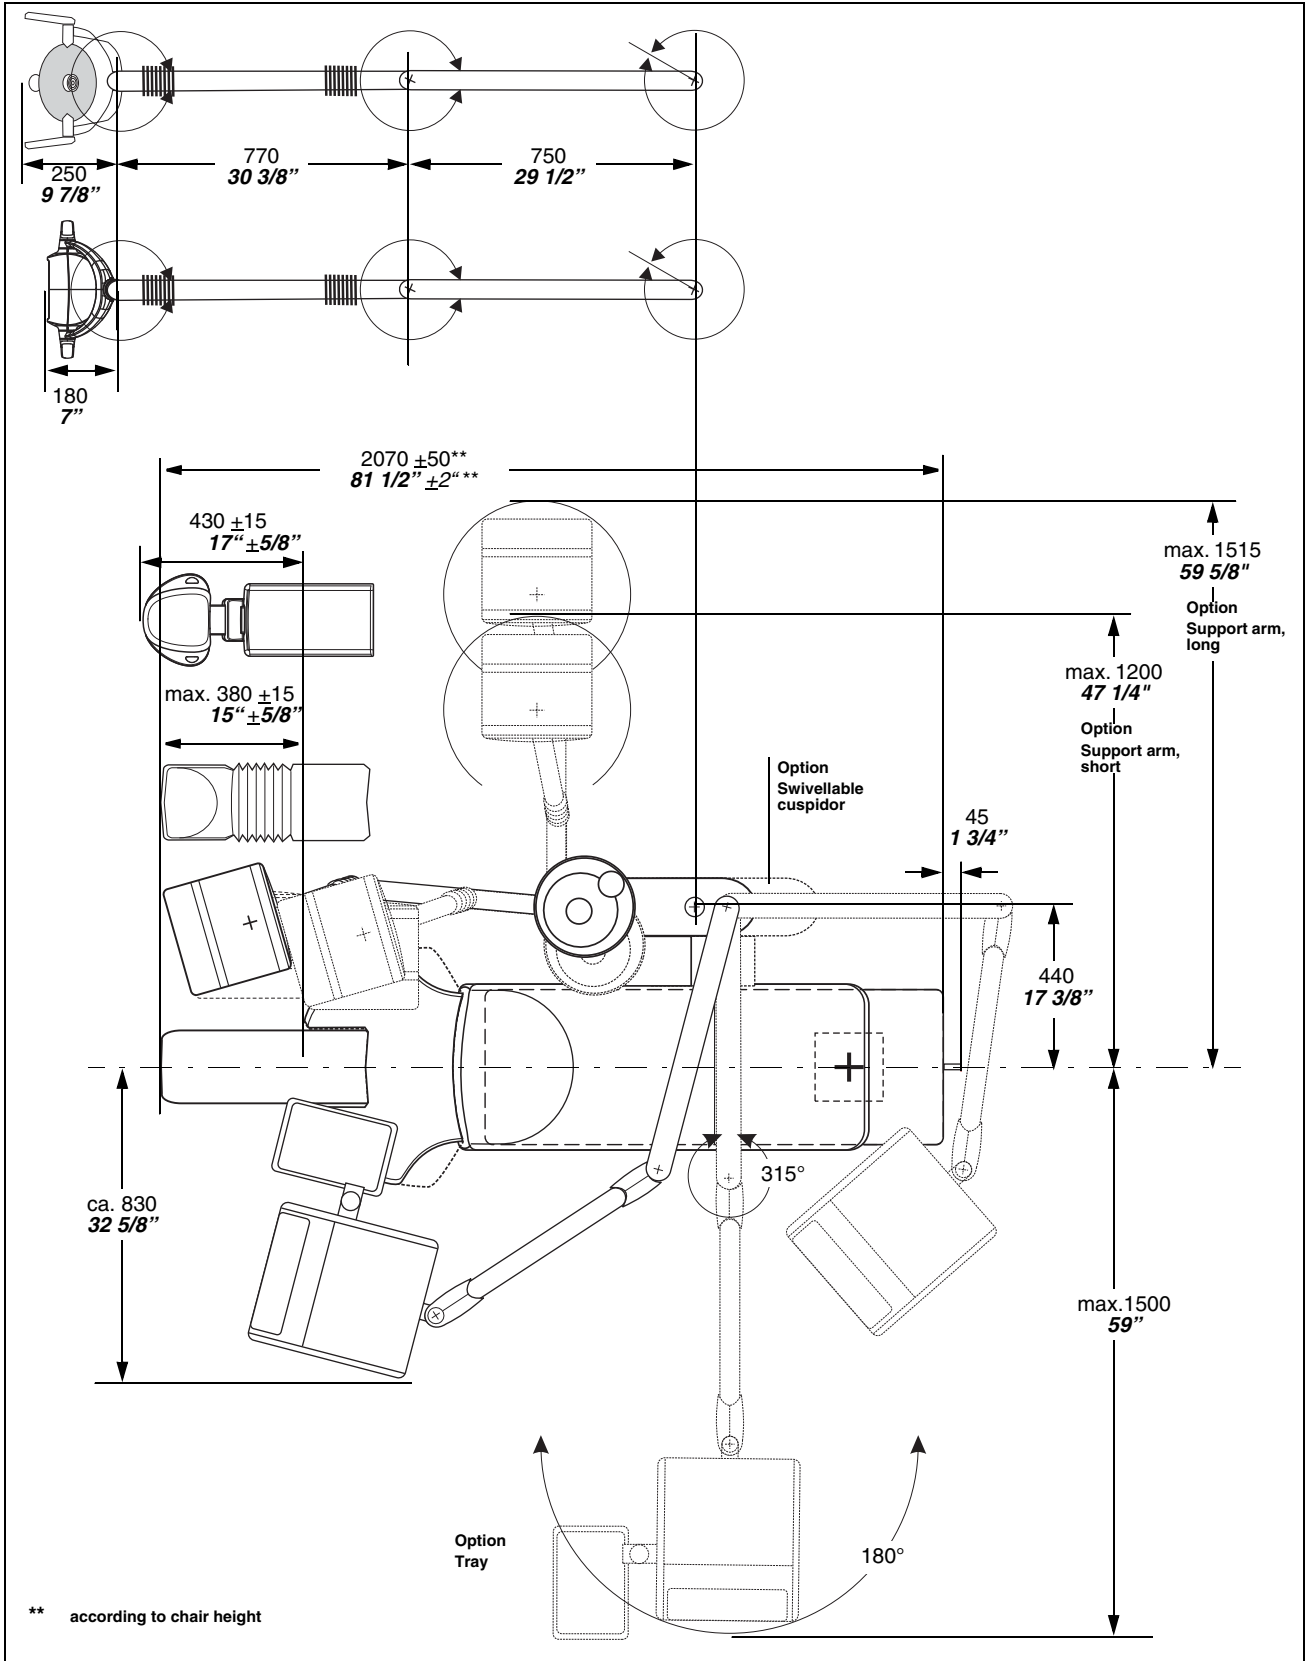 770
30 3/8”
750
29 1/2”
250
9 7/8”
180
7”
2070 ±50**
81 1/2” ±2“ **
430 ±15
17“ ±5/8”
max. 1515
59 5/8"
Option
Support arm,
long
max. 1200
47 1/4"
Option
Support arm,
short
max. 380 ±15
15“ ±5/8”
Option
Swivellable
cuspidor
45
1 3/4”
440
17 3/8”
315°
ca. 830
32 5/8”
max.1500
59”
Option
Tray
180°
** according to chair height